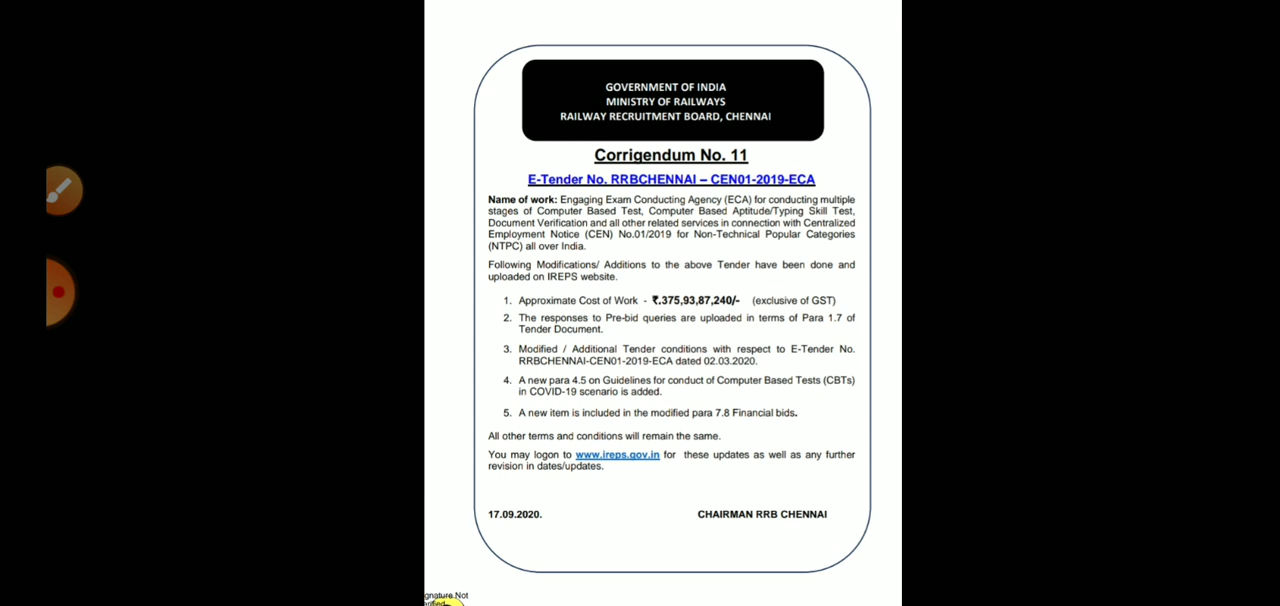 GOVERNMENT OF INDIA
MINISTRY OF RAILWAYS
RAILWAY RECRUITMENT BOARD, CHENNAI
Corrigendum No. 11
E-Tender No. RRBCHENNAI – CEN01-2019-ECA
Name of work: Engaging Exam Conducting Agency (ECA) for conducting multiple
stages of Computer Based Test, Computer Based Aptitude/Typing Skill Test,
Document Verification and all other related services in connection with Centralized
Employment Notice (CEN) No.01/2019 for Non-Technical Popular Categories
(NTPC) all over India.
Following Modifications/ Additions to the above Tender have been done and
uploaded on IREPS website.
1. Approximate Cost of Work - ₹.375,93,87,240/- (exclusive of GST)
2. The responses to Pre-bid queries are uploaded in terms of Para 1.7 of
Tender Document.
3. Modified / Additional Tender conditions with respect to E-Tender No.
RRBCHENNAI-CEN01-2019-ECA dated 02.03.2020.
4. A new para 4.5 on Guidelines for conduct of Computer Based Tests (CBTs)
in COVID-19 scenario is added.
5. A new item is included in the modified para 7.8 Financial bids.
All other terms and conditions will remain the same.
You may logon to www.ireps.gov.in for these updates as well as any further
revision in dates/updates.
17.09.2020. CHAIRMAN RRB CHENNAI
gnature Not